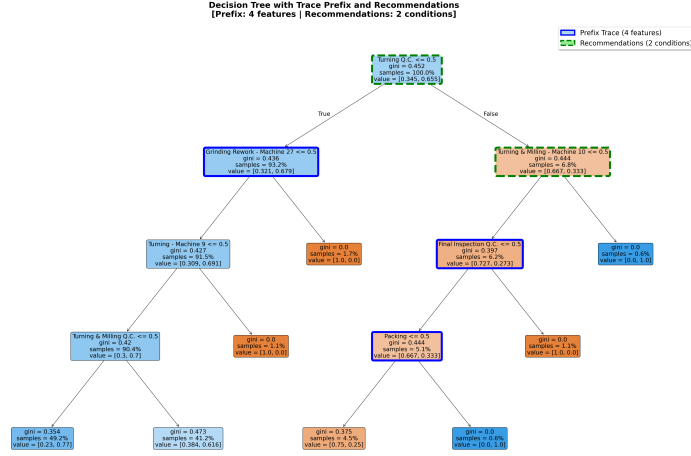 Decision Tree with Trace Prefix and Recommendations
[Prefix: 4 features | Recommendations: 2 conditions]
Prefix Trace (4 features)
Recommendations (2 conditions)
Turning Q.C. <= 0.5
gini = 0.452
samples = 100.0%
value = [0.345, 0.655]
True
False
Grinding Rework - Machine 27 <= 0.5
gini = 0.436
samples = 93.2%
value = [0.321, 0.679]
Turning & Milling - Machine 10 <= 0.5
gini = 0.444
samples = 6.8%
value = [0.667, 0.333]
Turning - Machine 9 <= 0.5
gini = 0.427
samples = 91.5%
value = [0.309, 0.691]
gini = 0.0
samples = 1.7%
value = [1.0, 0.0]
Final Inspection Q.C. <= 0.5
gini = 0.397
samples = 6.2%
value = [0.727, 0.273]
gini = 0.0
samples = 0.6%
value = [0.0, 1.0]
Turning & Milling Q.C. <= 0.5
gini = 0.42
samples = 90.4%
value = [0.3, 0.7]
gini = 0.0
samples = 1.1%
value = [1.0, 0.0]
Packing <= 0.5
gini = 0.444
samples = 5.1%
value = [0.667, 0.333]
gini = 0.0
samples = 1.1%
value = [1.0, 0.0]
gini = 0.354
samples = 49.2%
value = [0.23, 0.77]
gini = 0.473
samples = 41.2%
value = [0.384, 0.616]
gini = 0.375
samples = 4.5%
value = [0.75, 0.25]
gini = 0.0
samples = 0.6%
value = [0.0, 1.0]